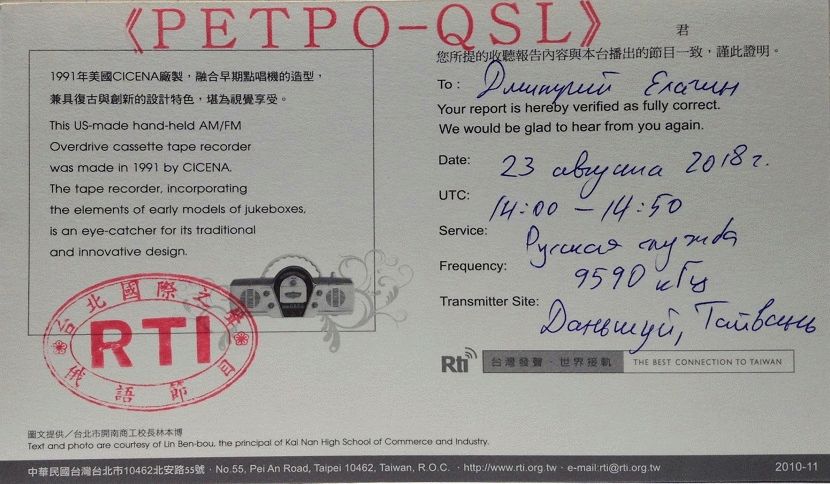 《РЕТРО-QSL》
1991年美國CICENA廠製，融合早期點唱機的造型，
兼具復古與創新的設計特色，堪為視覺享受。
This US-made hand-held AM/FM
Overdrive cassette tape recorder
was made in 1991 by CICENA.
The tape recorder, incorporating
the elements of early models of jukeboxes,
is an eye-catcher for its traditional
and innovative design.
台北國際之聲
RTI
俄語節目
圖文提供／台北市開南商工校長林本博
Text and photo are courtesy of Lin Ben-bou, the principal of Kai Nan High School of Commerce and Industry.
君
您所提的收聽報告內容與本台播出的節目一致，謹此證明。
To : Дмитрий Елагин
Your report is hereby verified as fully correct.
We would be glad to hear from you again.
Date: 23 августа 2018 г.
UTC: 14:00 – 14:50
Service: Русская служба
Frequency: 9590 кГц
Transmitter Site: Даньшуй, Тайвань
Rti 台灣發聲・世界接軌 THE BEST CONNECTION TO TAIWAN
中華民國台灣台北市10462北安路55號・No.55, Pei An Road, Taipei 10462, Taiwan, R.O.C. ・http://www.rti.org.tw ・e-mail:rti@rti.org.tw 2010-11